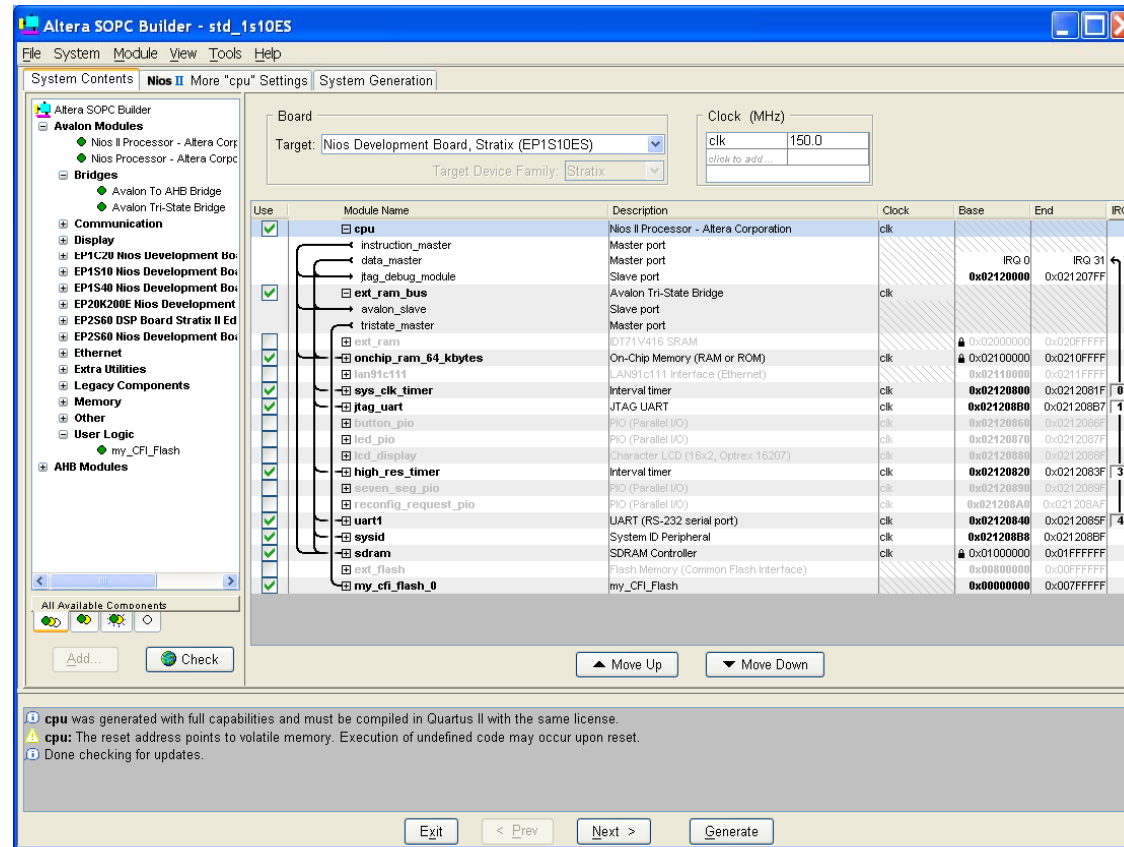 Altera SOPC Builder - std_1s10ES
File System Module View Tools Help
System Contents Nios II More "cpu" Settings System Generation
Altera SOPC Builder
Avalon Modules
Nios II Processor - Altera Corp
Nios Processor - Altera Corpc
Bridges
Avalon To AHB Bridge
Avalon Tri-State Bridge
Communication
Display
EP1C20 Nios Development Bo
EP1S10 Nios Development Boa
EP1S40 Nios Development Boa
EP20K200E Nios Development
EP2S60 DSP Board Stratix II Ed
EP2S60 Nios Development Boa
Ethernet
Extra Utilities
Legacy Components
Memory
Other
User Logic
my_CFI_Flash
AHB Modules
All Available Components
Add... Check
Board
Target: Nios Development Board, Stratix (EP1S10ES)
Target Device Family: Stratix
Clock (MHz)
clk 150.0
click to add...
Use Module Name Description Clock Base End IRQ
cpu Nios II Processor - Altera Corporation clk
instruction_master Master port
data_master Master port IRQ 0 IRQ 31
jtag_debug_module Slave port 0x02120000 0x021207FF
ext_ram_bus Avalon Tri-State Bridge clk
avalon_slave Slave port
tristate_master Master port
ext_ram IDT71V416 SRAM 0x02000000 0x020FFFFF
onchip_ram_64_kbytes On-Chip Memory (RAM or ROM) clk 0x02100000 0x0210FFFF
lan91c111 LAN91c111 Interface (Ethernet) 0x02110000 0x0211FFFF
sys_clk_timer Interval timer clk 0x02120800 0x0212081F 0
jtag_uart JTAG UART clk 0x021208B0 0x021208B7 1
button_pio PIO (Parallel I/O) clk 0x02120860 0x0212086F
led_pio PIO (Parallel I/O) clk 0x02120870 0x0212087F
lcd_display Character LCD (16x2, Optrex 16207) clk 0x02120880 0x0212088F
high_res_timer Interval timer clk 0x02120820 0x0212083F 3
seven_seg_pio PIO (Parallel I/O) clk 0x02120890 0x0212089F
reconfig_request_pio PIO (Parallel I/O) clk 0x021208A0 0x021208AF
uart1 UART (RS-232 serial port) clk 0x02120840 0x0212085F 4
sysid System ID Peripheral clk 0x021208B8 0x021208BF
sdram SDRAM Controller clk 0x01000000 0x01FFFFFF
ext_flash Flash Memory (Common Flash Interface) 0x00800000 0x00FFFFFF
my_cfi_flash_0 my_CFI_Flash 0x00000000 0x007FFFFF
Move Up Move Down
cpu was generated with full capabilities and must be compiled in Quartus II with the same license.
cpu: The reset address points to volatile memory. Execution of undefined code may occur upon reset.
Done checking for updates.
Exit < Prev Next > Generate